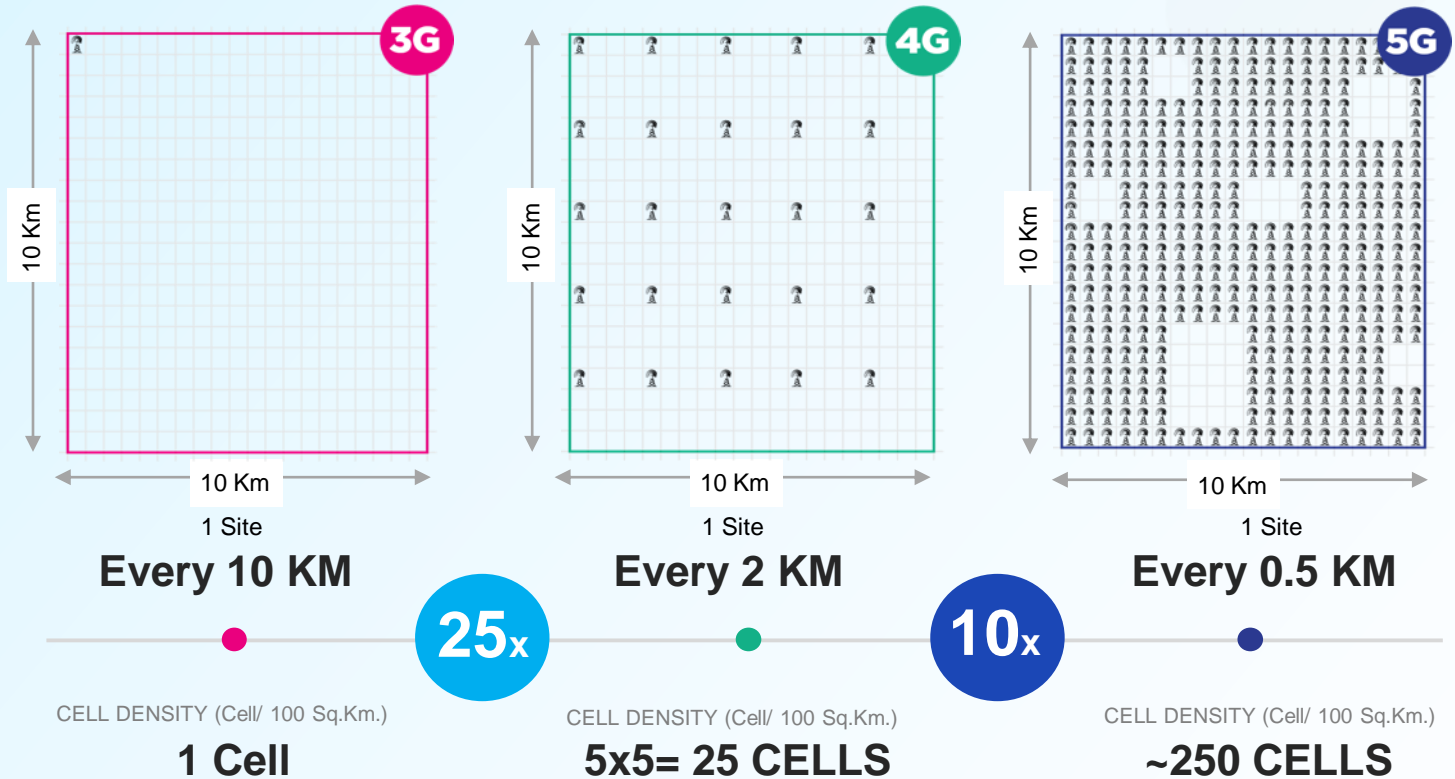 3G
10 Km
10 Km
1 Site
Every 10 KM
CELL DENSITY (Cell/ 100 Sq.Km.)
1 Cell
25x
4G
10 Km
10 Km
1 Site
Every 2 KM
CELL DENSITY (Cell/ 100 Sq.Km.)
5x5= 25 CELLS
10x
5G
10 Km
10 Km
1 Site
Every 0.5 KM
CELL DENSITY (Cell/ 100 Sq.Km.)
~250 CELLS